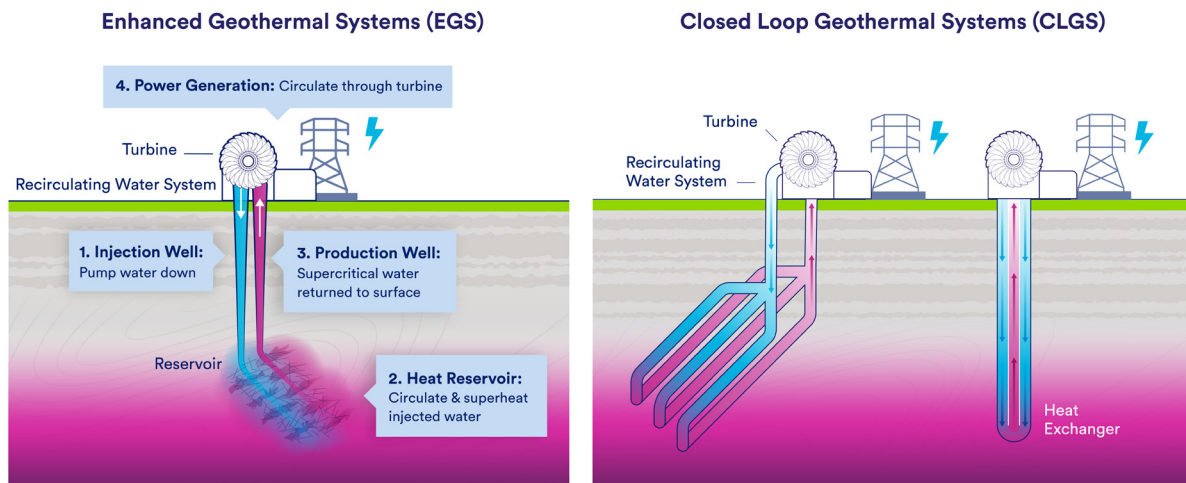 Enhanced Geothermal Systems (EGS)
4. Power Generation: Circulate through turbine
Turbine
Recirculating Water System
1. Injection Well:
Pump water down
3. Production Well:
Supercritical water
returned to surface
Reservoir
2. Heat Reservoir:
Circulate & superheat
injected water
Closed Loop Geothermal Systems (CLGS)
Turbine
Recirculating
Water System
Heat
Exchanger